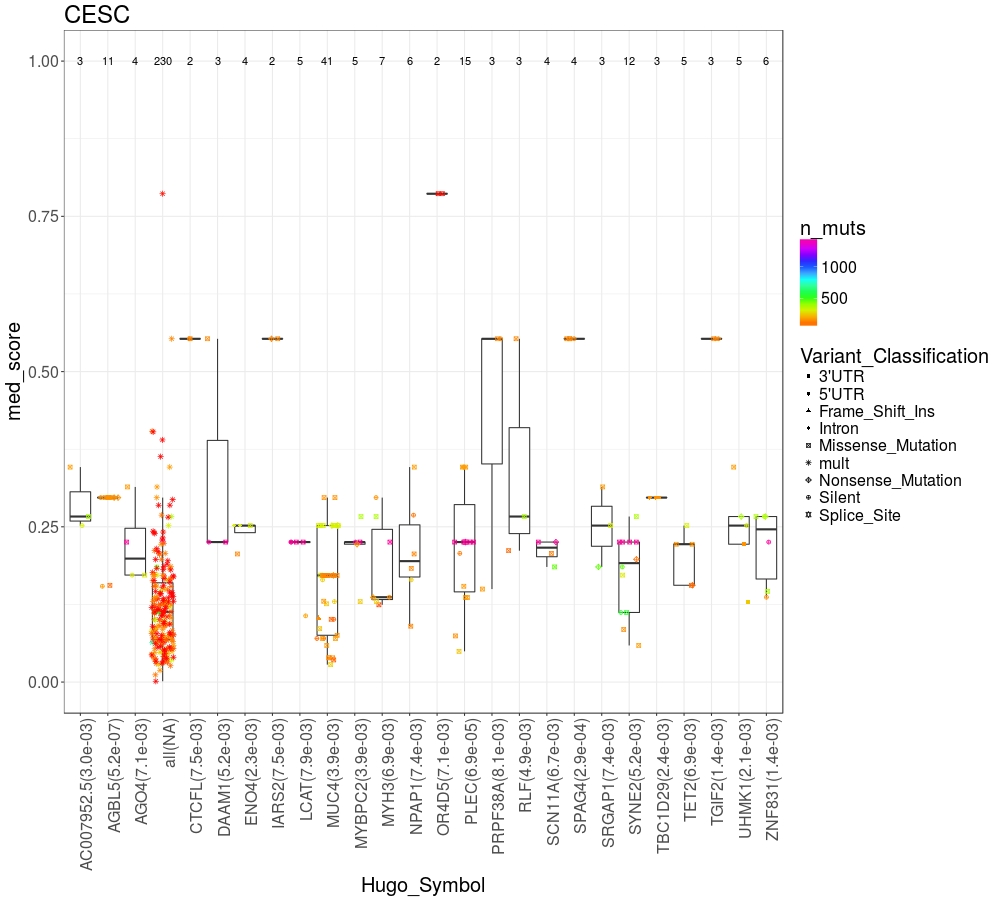 CESC
1.00
0.75
0.50
0.25
0.00
med_score
3 11 4 230 2 3 4 2 5 41 5 7 6 2 15 3 3 4 4 3 12 3 5 3 5 6
AC007952.5(3.0e-03)
AGBL5(5.2e-07)
AGO4(7.1e-03)
all(NA)
CTCFL(7.5e-03)
DAAM1(5.2e-03)
ENO4(2.3e-03)
IARS2(7.5e-03)
LCAT(7.9e-03)
MUC4(3.9e-03)
MYBPC2(3.9e-03)
MYH3(6.9e-03)
NPAP1(7.4e-03)
OR4D5(7.1e-03)
PLEC(6.9e-05)
PRPF38A(8.1e-03)
RLF(4.9e-03)
SCN11A(6.7e-03)
SPAG4(2.9e-04)
SRGAP1(7.4e-03)
SYNE2(5.2e-03)
TBC1D29(2.4e-03)
TET2(6.9e-03)
TGIF2(1.4e-03)
UHMK1(2.1e-03)
ZNF831(1.4e-03)
Hugo_Symbol
n_muts
1000
500
Variant_Classification
3'UTR
5'UTR
Frame_Shift_Ins
Intron
Missense_Mutation
mult
Nonsense_Mutation
Silent
Splice_Site